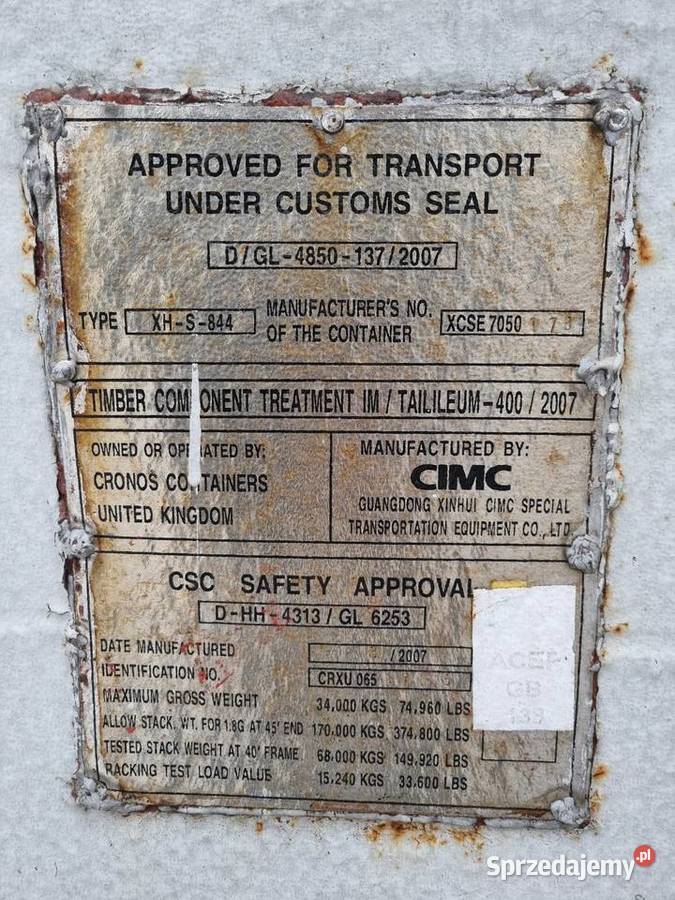 APPROVED FOR TRANSPORT
UNDER CUSTOMS SEAL
D/GL-4850-137/2007
TYPE XH-S-844 MANUFACTURER'S NO. OF THE CONTAINER XCSE7050173
TIMBER COMPONENT TREATMENT IM/TAILILEUM-400/2007
OWNED OR OPERATED BY:
CRONOS CONTAINERS
UNITED KINGDOM
MANUFACTURED BY:
CIMC
GUANGDONG XINHUI CIMC SPECIAL
TRANSPORTATION EQUIPMENT CO., LTD.
CSC SAFETY APPROVAL
D-HH-4313/GL 6253
DATE MANUFACTURED /2007
IDENTIFICATION NO. CRXU 065
MAXIMUM GROSS WEIGHT 34,000 KGS 74,960 LBS
ALLOW STACK. WT. FOR 1.8G AT 45' END 170,000 KGS 374,800 LBS
TESTED STACK WEIGHT AT 40' FRAME 68,000 KGS 149,920 LBS
RACKING TEST LOAD VALUE 15,240 KGS 33,600 LBS
ACEP
GB
Sprzedajemy.pl